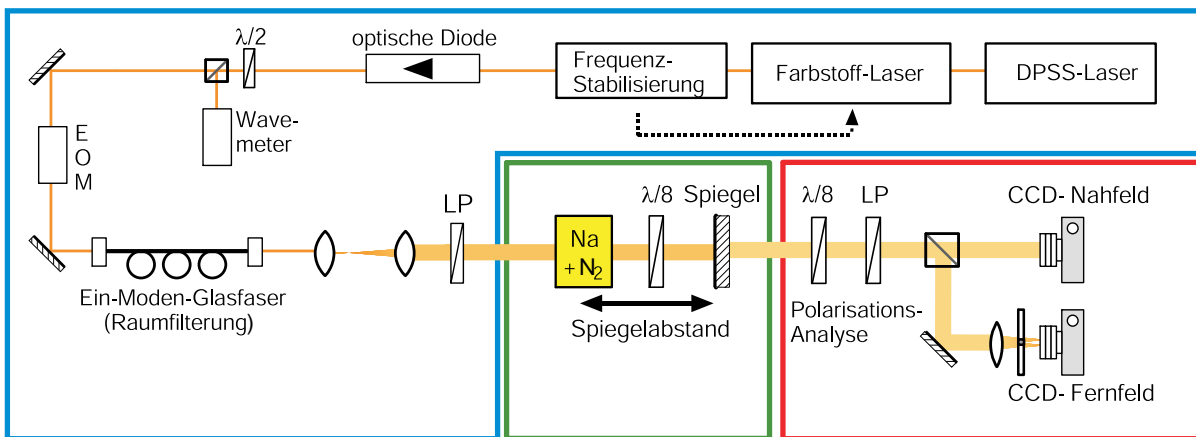 λ/2
optische Diode
Frequenz-
Stabilisierung
Farbstoff-Laser
DPSS-Laser
Wave-
meter
E
O
M
LP
λ/8
Spiegel
λ/8
LP
CCD- Nahfeld
Na
+ N2
Ein-Moden-Glasfaser
(Raumfilterung)
Spiegelabstand
Polarisations-
Analyse
CCD- Fernfeld